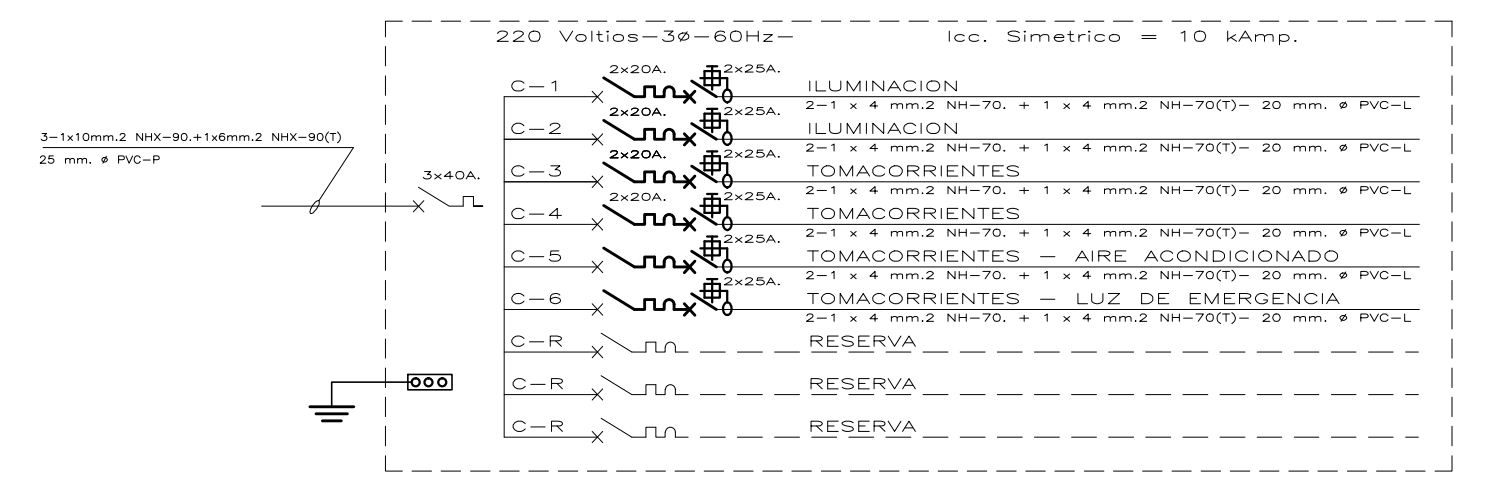 220 Voltios-3ø-60Hz-
Icc. Simetrico = 10 kAmp.
3-1x10mm.2 NHX-90.+1x6mm.2 NHX-90(T)
25 mm. ø PVC-P
3x40A.
C-1
2x20A.
2x25A.
ILUMINACION
2-1 x 4 mm.2 NH-70. + 1 x 4 mm.2 NH-70(T)- 20 mm. ø PVC-L
C-2
2x20A.
2x25A.
ILUMINACION
2-1 x 4 mm.2 NH-70. + 1 x 4 mm.2 NH-70(T)- 20 mm. ø PVC-L
C-3
2x20A.
2x25A.
TOMACORRIENTES
2-1 x 4 mm.2 NH-70. + 1 x 4 mm.2 NH-70(T)- 20 mm. ø PVC-L
C-4
2x20A.
2x25A.
TOMACORRIENTES
2-1 x 4 mm.2 NH-70. + 1 x 4 mm.2 NH-70(T)- 20 mm. ø PVC-L
C-5
2x25A.
TOMACORRIENTES - AIRE ACONDICIONADO
2-1 x 4 mm.2 NH-70. + 1 x 4 mm.2 NH-70(T)- 20 mm. ø PVC-L
C-6
2x25A.
TOMACORRIENTES - LUZ DE EMERGENCIA
2-1 x 4 mm.2 NH-70. + 1 x 4 mm.2 NH-70(T)- 20 mm. ø PVC-L
C-R
RESERVA
C-R
RESERVA
C-R
RESERVA